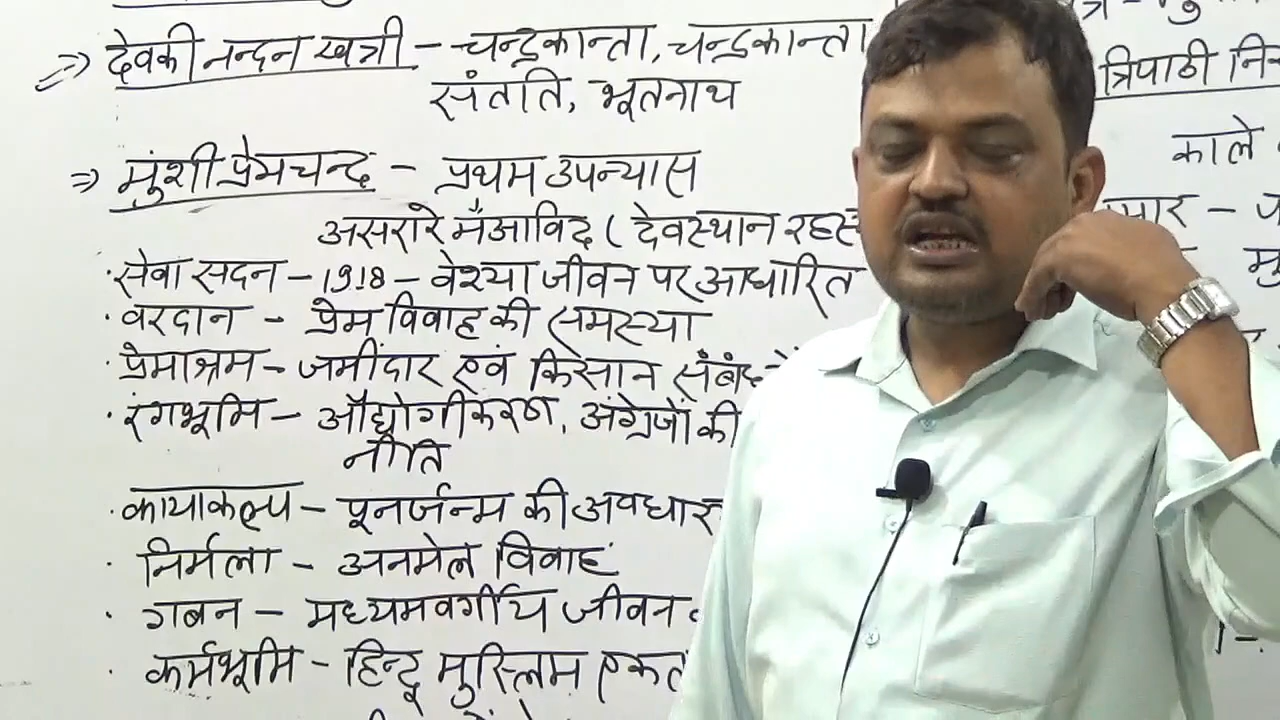 ⇒ देवकी नन्दन खत्री – चन्द्रकान्ता, चन्द्रकान्ता
संतति, भूतनाथ
⇒ मुंशी प्रेमचन्द – प्रथम उपन्यास
असरारे मँआविद ( देवस्थान रहस्
· सेवा सदन – 1918 – वेश्या जीवन पर आधारित
· वरदान – प्रेम विवाह की समस्या
· प्रेमाश्रम – जमींदार एवं किसान संबंध
· रंगभूमि – औद्योगीकरण, अंग्रेजों की
नीति
· कायाकल्प – पूनर्जन्म की अवधार
· निर्मला – अनमेल विवाह
· गबन – मध्यमवर्गीय जीवन
· कर्मभूमि – हिन्दू मुस्लिम एकत
त्रिपाठी
काले